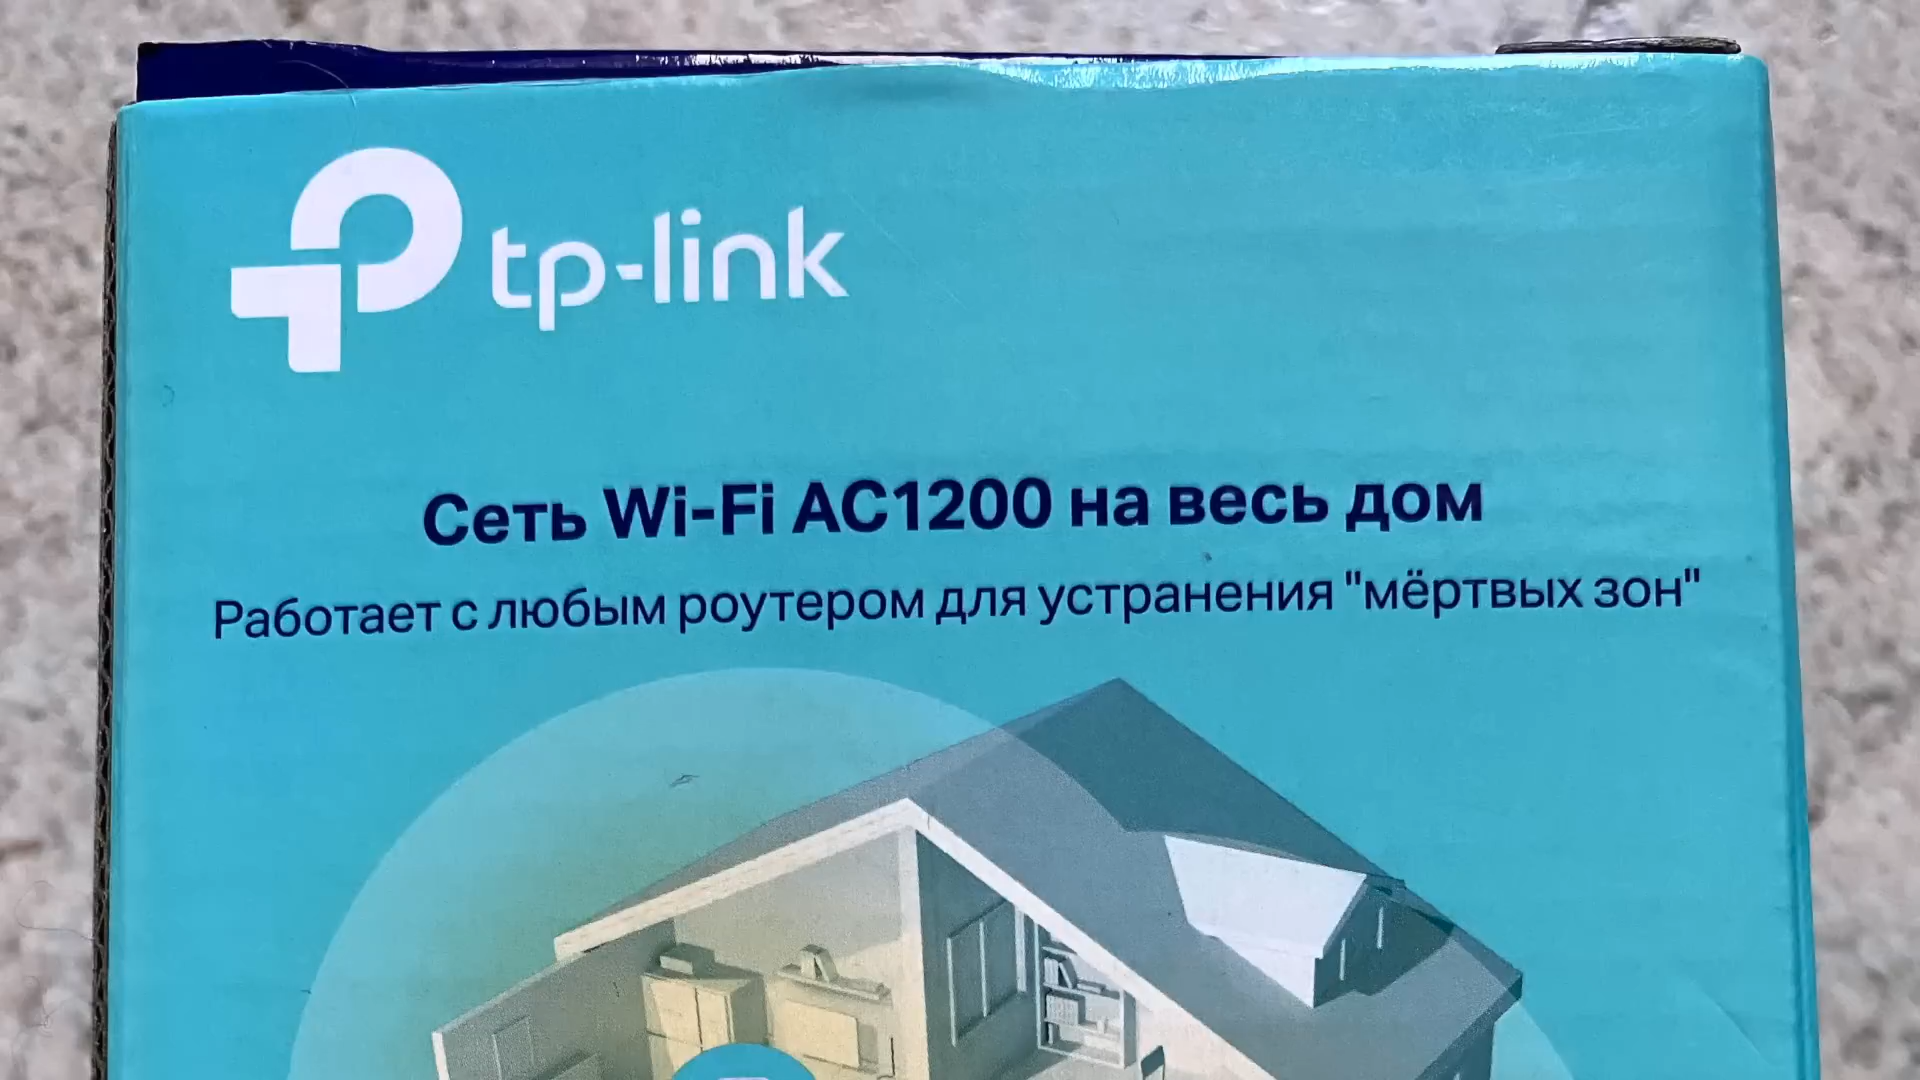 tp-link
Сеть Wi-Fi AC1200 на весь дом
Работает с любым роутером для устранения "мёртвых зон"